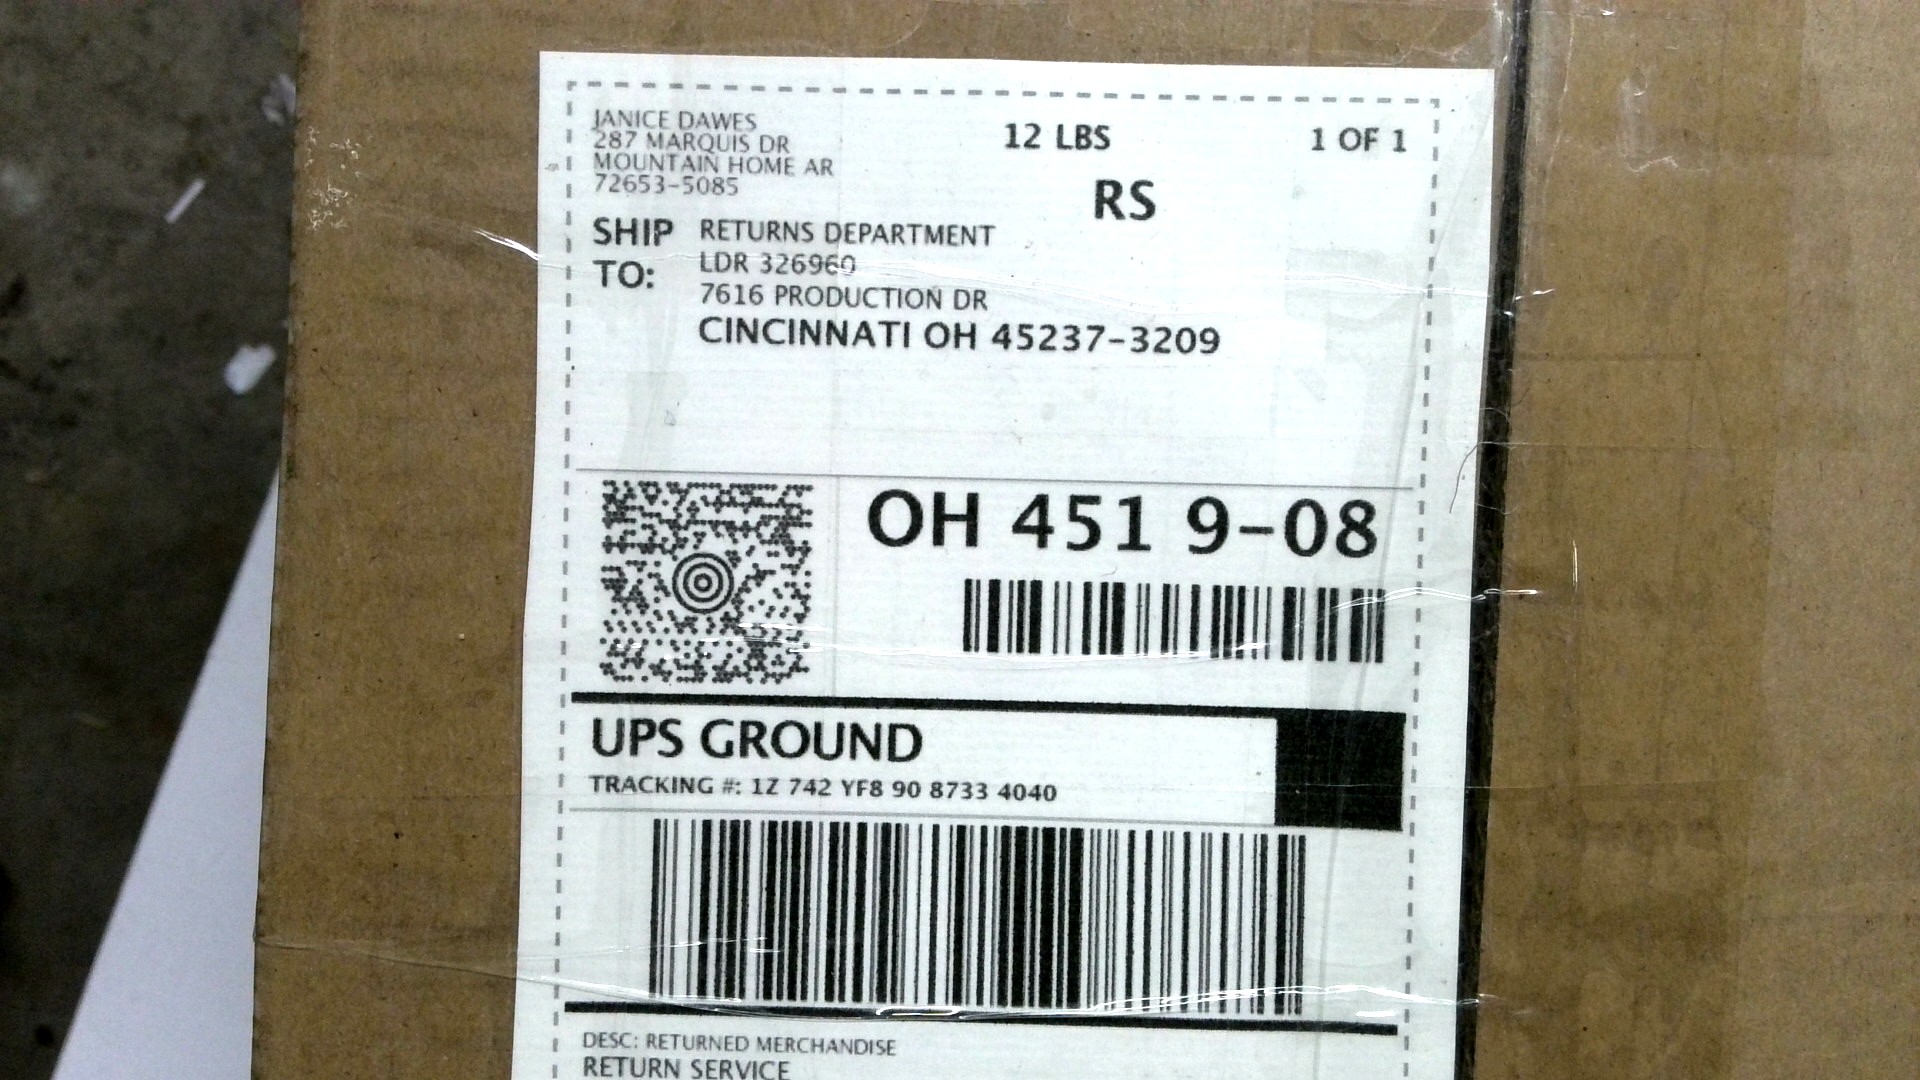 JANICE DAWES
287 MARQUIS DR
MOUNTAIN HOME AR
72653-5085
12 LBS
1 OF 1
RS
SHIP TO:
RETURNS DEPARTMENT
LDR 326960
7616 PRODUCTION DR
CINCINNATI OH 45237-3209
OH 451 9-08
UPS GROUND
TRACKING #: 1Z 742 YF8 90 8733 4040
DESC: RETURNED MERCHANDISE
RETURN SERVICE